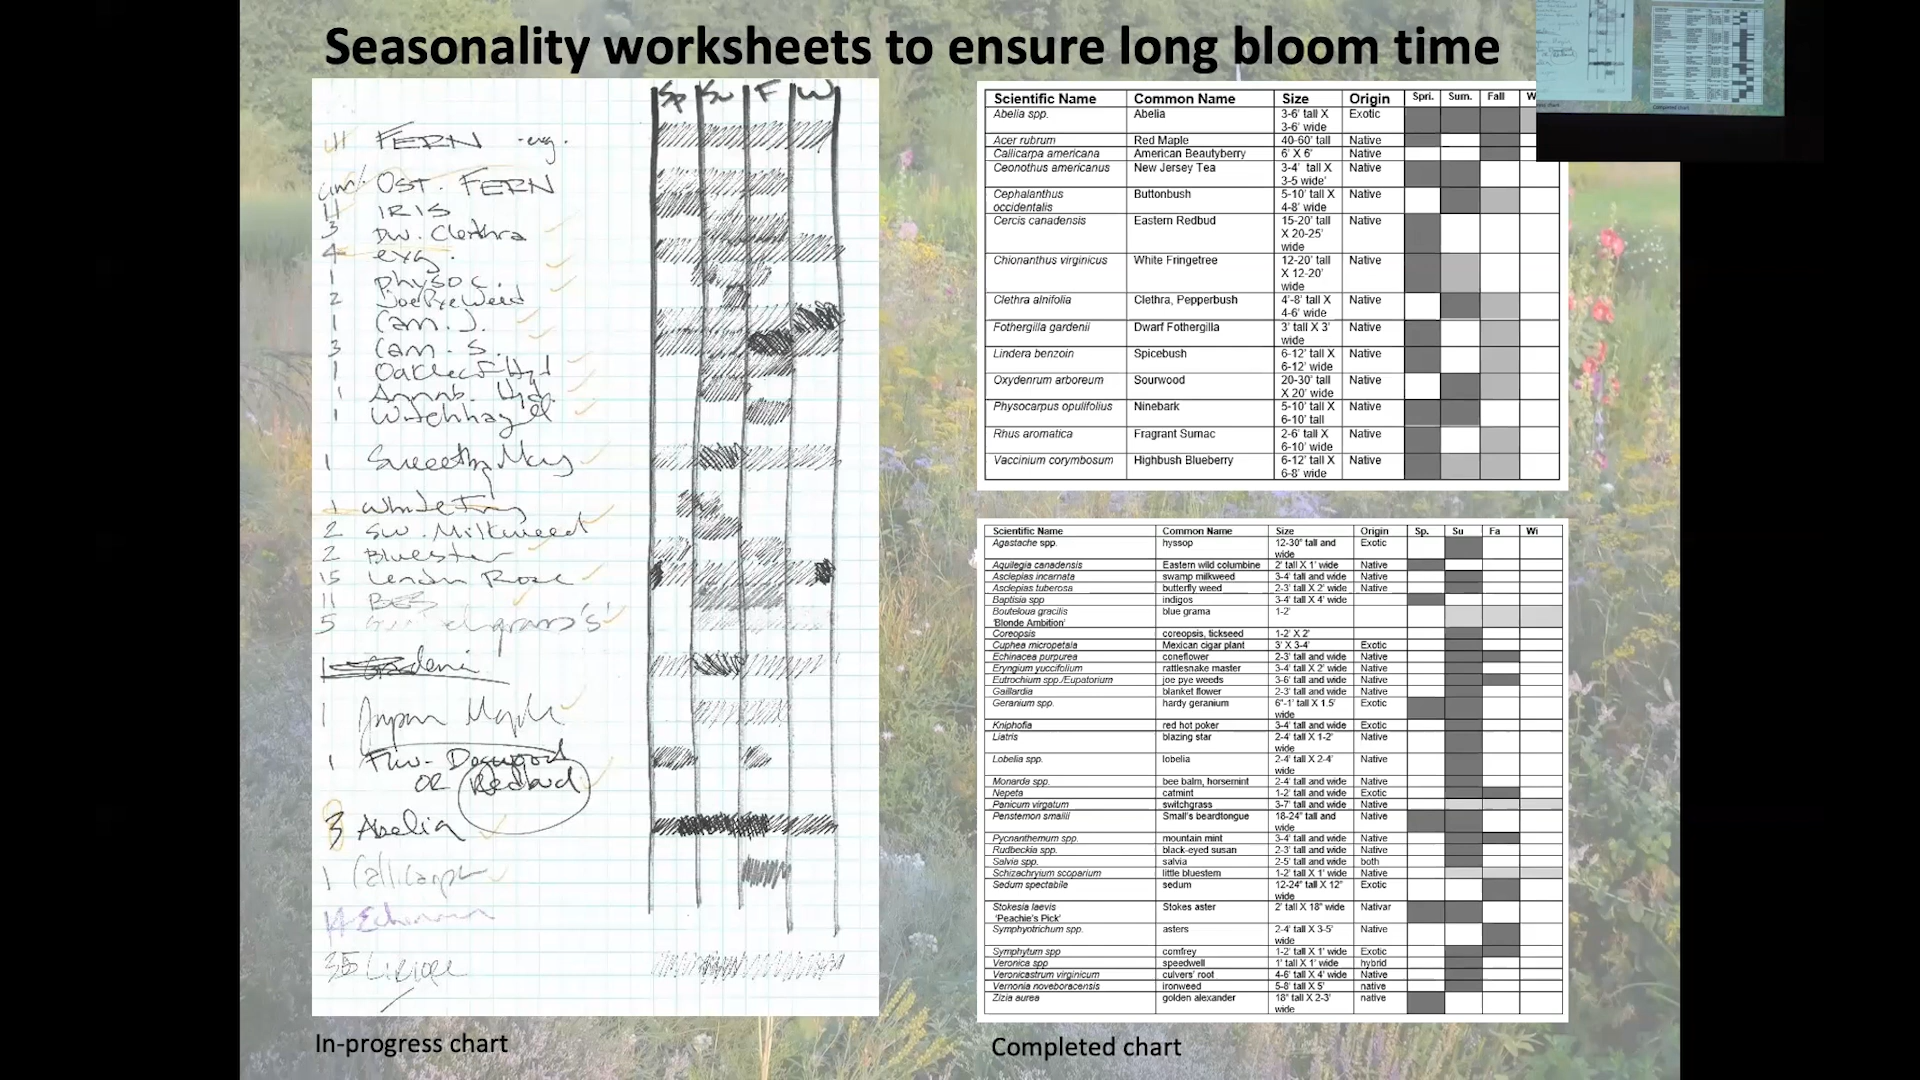 Seasonality worksheets to ensure long bloom time
Sp Su F W
FERN
OST. FERN
11 IRIS
3 DW. Clethra
4
1 physoc.
2 Joe Pye Weed
1 Cam. J.
3 Cam. S.
1
1 Annab. Hyd.
1 Witchhazel
1 Sweetbay Mag
1
2 SW. Milkweed
2 Bluestar
15 Lenten Rose
11 BES
5
1
1 Japan Maple
1 Flw. Dogwood
OR Redbud
3 Abelia
1 Callicarpa
35 Liriope
In-progress chart
Scientific Name Common Name Size Origin Spri. Sum. Fall W
Abelia spp. Abelia 3-6' tall X Exotic
3-6' wide
Acer rubrum Red Maple 40-60' tall Native
Callicarpa americana American Beautyberry 6' X 6' Native
Ceonothus americanus New Jersey Tea 3-4' tall X Native
3-5 wide'
Cephalanthus Buttonbush 5-10' tall X Native
occidentalis 4-8' wide
Cercis canadensis Eastern Redbud 15-20' tall Native
X 20-25'
wide
Chionanthus virginicus White Fringetree 12-20' tall Native
X 12-20'
wide
Clethra alnifolia Clethra, Pepperbush 4'-8' tall X Native
4-6' wide
Fothergilla gardenii Dwarf Fothergilla 3' tall X 3' Native
wide
Lindera benzoin Spicebush 6-12' tall X Native
6-12' wide
Oxydenrum arboreum Sourwood 20-30' tall Native
X 20' wide
Physocarpus opulifolius Ninebark 5-10' tall X Native
6-10' tall
Rhus aromatica Fragrant Sumac 2-6' tall X Native
6-10' wide
Vaccinium corymbosum Highbush Blueberry 6-12' tall X Native
6-8' wide
Scientific Name Common Name Size Origin Sp. Su Fa Wi
Agastache spp. hyssop 12-30" tall and Exotic
wide
Aquilegia canadensis Eastern wild columbine 2' tall X 1' wide Native
Asclepias incarnata swamp milkweed 3-4' tall and wide Native
Asclepias tuberosa butterfly weed 2-3' tall X 2' wide Native
Baptisia spp indigos 3-4' tall X 4' wide
Bouteloua gracilis blue grama 1-2'
'Blonde Ambition'
Coreopsis coreopsis, tickseed 1-2' X 2'
Cuphea micropetala Mexican cigar plant 3' X 3-4' Exotic
Echinacea purpurea coneflower 2-3' tall and wide Native
Eryngium yuccifolium rattlesnake master 3-4' tall X 2' wide Native
Eutrochium spp./Eupatorium joe pye weeds 3-6' tall and wide Native
Gaillardia blanket flower 2-3' tall and wide Native
Geranium spp. hardy geranium 6"-1' tall X 1.5' Exotic
wide
Kniphofia red hot poker 3-4' tall and wide Exotic
Liatris blazing star 2-4' tall X 1-2' Native
wide
Lobelia spp. lobelia 2-4' tall X 2-4' Native
wide
Monarda spp. bee balm, horsemint 2-4' tall and wide Native
Nepeta catmint 1-2' tall and wide Exotic
Panicum virgatum switchgrass 3-7' tall and wide Native
Penstemon smallii Small's beardtongue 18-24" tall and Native
wide
Pycnanthemum spp. mountain mint 3-4' tall and wide Native
Rudbeckia spp. black-eyed susan 2-3' tall and wide Native
Salvia spp. salvia 2-5' tall and wide both
Schizachryium scoparium little bluestem 1-2' tall X 1' wide Native
Sedum spectabile sedum 12-24" tall X 12" Exotic
wide
Stokesia laevis Stokes aster 2' tall X 18" wide Nativar
'Peachie's Pick'
Symphyotrichum spp. asters 2-4' tall X 3-5' Native
wide
Symphytum spp comfrey 1-2' tall X 1' wide Exotic
Veronica spp speedwell 1' tall X 1' wide hybrid
Veronicastrum virginicum culvers' root 4-6' tall X 4' wide Native
Vernonia noveboracensis ironweed 5-8' tall X 5' native
Zizia aurea golden alexander 18" tall X 2-3' native
wide
Completed chart